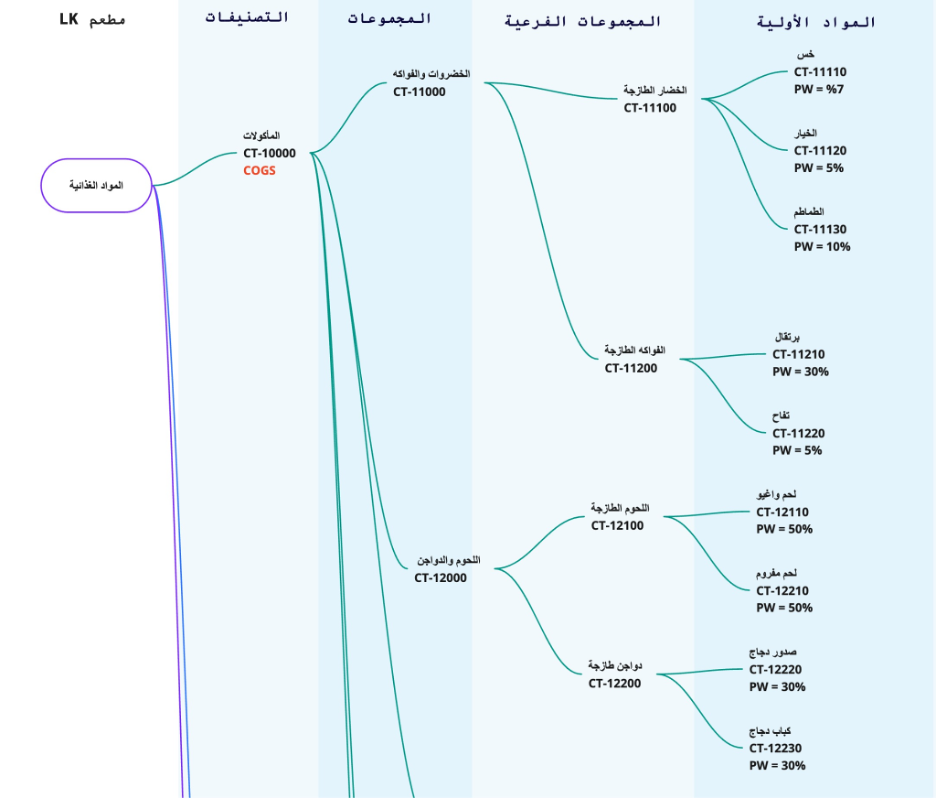 مطعم LK
التصنيفات
المجموعات
المجموعات الفرعية
المواد الأولية
المواد الغذائية
المأكولات
CT-10000
COGS
الخضروات والفواكه
CT-11000
الخضار الطازجة
CT-11100
خس
CT-11110
PW = %7
الخيار
CT-11120
PW = 5%
الطماطم
CT-11130
PW = 10%
الفواكه الطازجة
CT-11200
برتقال
CT-11210
PW = 30%
تفاح
CT-11220
PW = 5%
اللحوم والدواجن
CT-12000
اللحوم الطازجة
CT-12100
لحم واغيو
CT-12110
PW = 50%
لحم مفروم
CT-12210
PW = 50%
دواجن طازجة
CT-12200
صدور دجاج
CT-12220
PW = 30%
كباب دجاج
CT-12230
PW = 30%